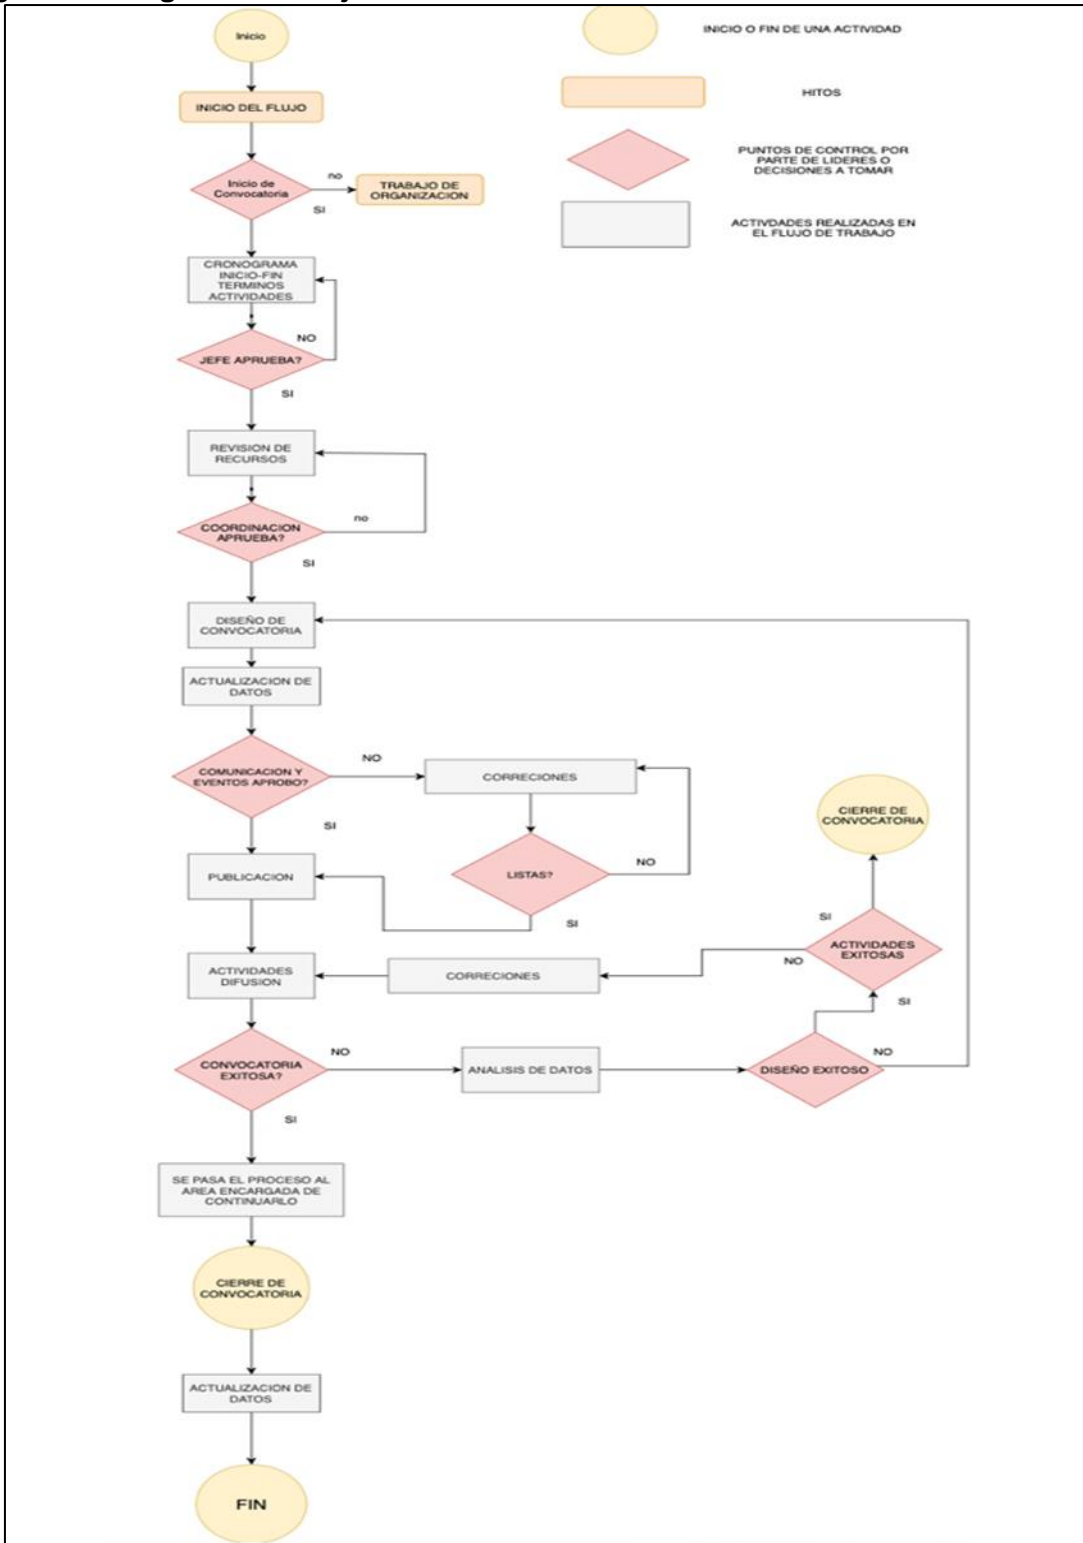 Inicio
INICIO O FIN DE UNA ACTIVIDAD
INICIO DEL FLUJO
HITOS
Inicio de
Convocatoria
no
SI
TRABAJO DE
ORGANIZACION
PUNTOS DE CONTROL POR
PARTE DE LIDERES O
DECISIONES A TOMAR
ACTIVDADES REALIZADAS EN
EL FLUJO DE TRABAJO
CRONOGRAMA
INICIO-FIN
TERMINOS
ACTIVIDADES
NO
JEFE APRUEBA?
SI
REVISION DE
RECURSOS
COORDINACION
APRUEBA?
no
SI
DISEÑO DE
CONVOCATORIA
ACTUALIZACION DE
DATOS
COMUNICACION Y
EVENTOS APROBO?
NO
SI
CORRECIONES
LISTAS?
NO
SI
PUBLICACION
CIERRE DE
CONVOCATORIA
SI
ACTIVIDADES
EXITOSAS
NO
SI
ACTIVIDADES
DIFUSION
CORRECIONES
CONVOCATORIA
EXITOSA?
NO
SI
ANALISIS DE DATOS
DISEÑO EXITOSO
NO
SE PASA EL PROCESO AL
AREA ENCARGADA DE
CONTINUARLO
CIERRE DE
CONVOCATORIA
ACTUALIZACION DE
DATOS
FIN